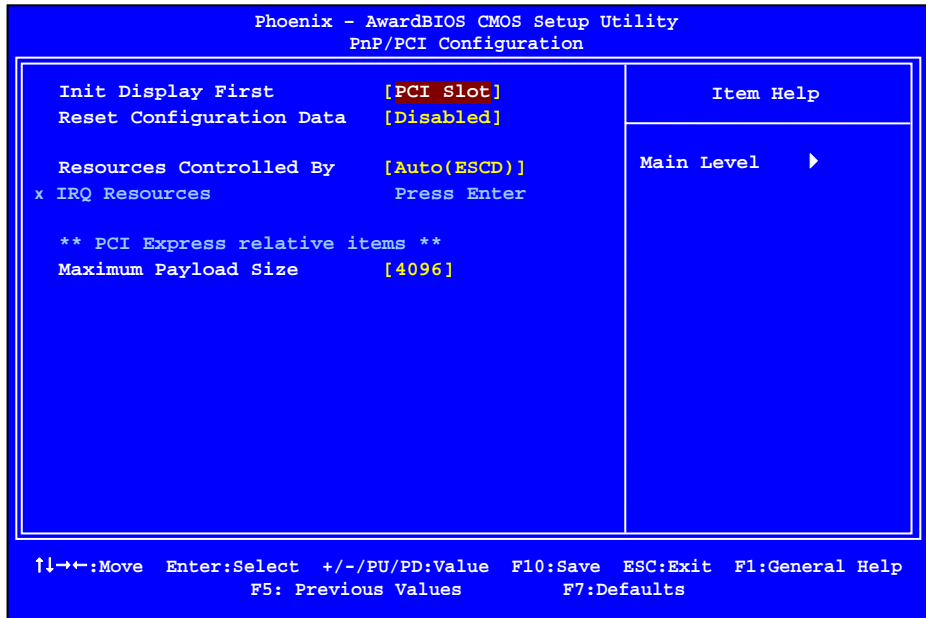 Phoenix – AwardBIOS CMOS Setup Utility
PnP/PCI Configuration
Init Display First [PCI Slot]
Reset Configuration Data [Disabled]
Resources Controlled By [Auto(ESCD)]
x IRQ Resources Press Enter
** PCI Express relative items **
Maximum Payload Size [4096]
Item Help
Main Level ▶
↑↓→←:Move Enter:Select +/-/PU/PD:Value F10:Save ESC:Exit F1:General Help
F5: Previous Values F7:Defaults